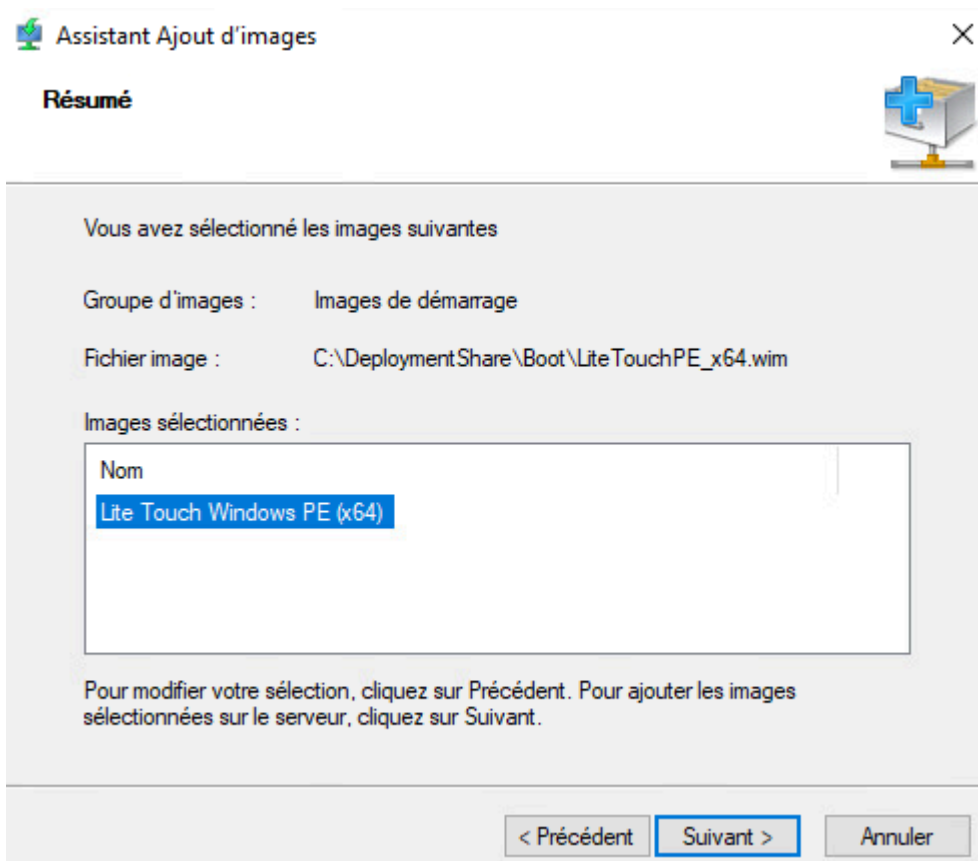 Assistant Ajout d'images
Résumé
Vous avez sélectionné les images suivantes
Groupe d'images : Images de démarrage
Fichier image : C:\DeploymentShare\Boot\LiteTouchPE_x64.wim
Images sélectionnées :
Nom
Lite Touch Windows PE (x64)
Pour modifier votre sélection, cliquez sur Précédent. Pour ajouter les images
sélectionnées sur le serveur, cliquez sur Suivant.
< Précédent Suivant > Annuler